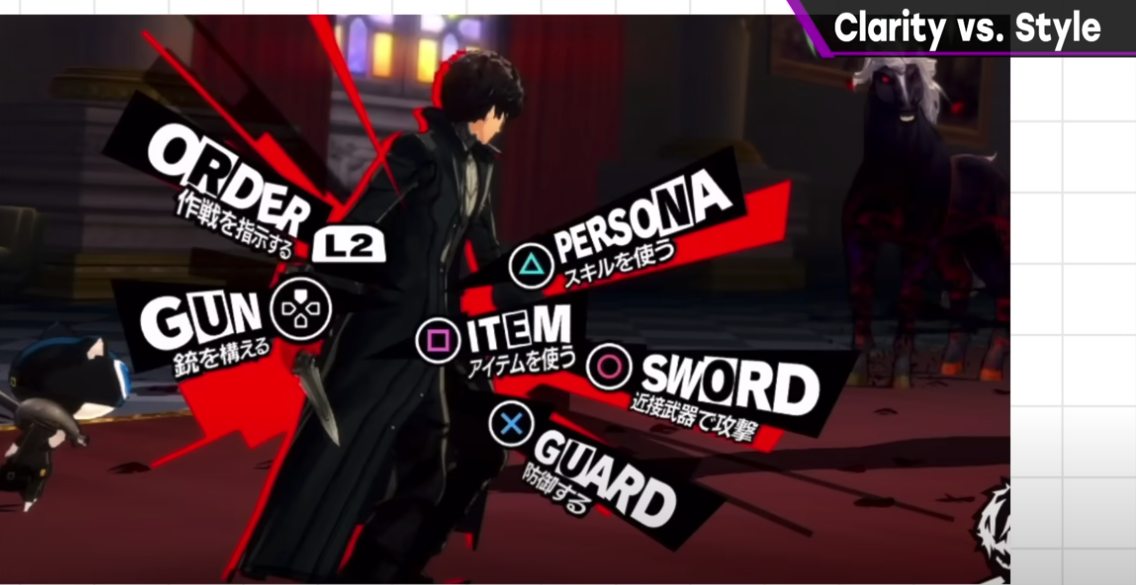 Clarity vs. Style
ORDER
作戦を指示する
L2
PERSONA
スキルを使う
GUN
銃を構える
ITEM
アイテムを使う
SWORD
近接武器で攻撃
GUARD
防御する